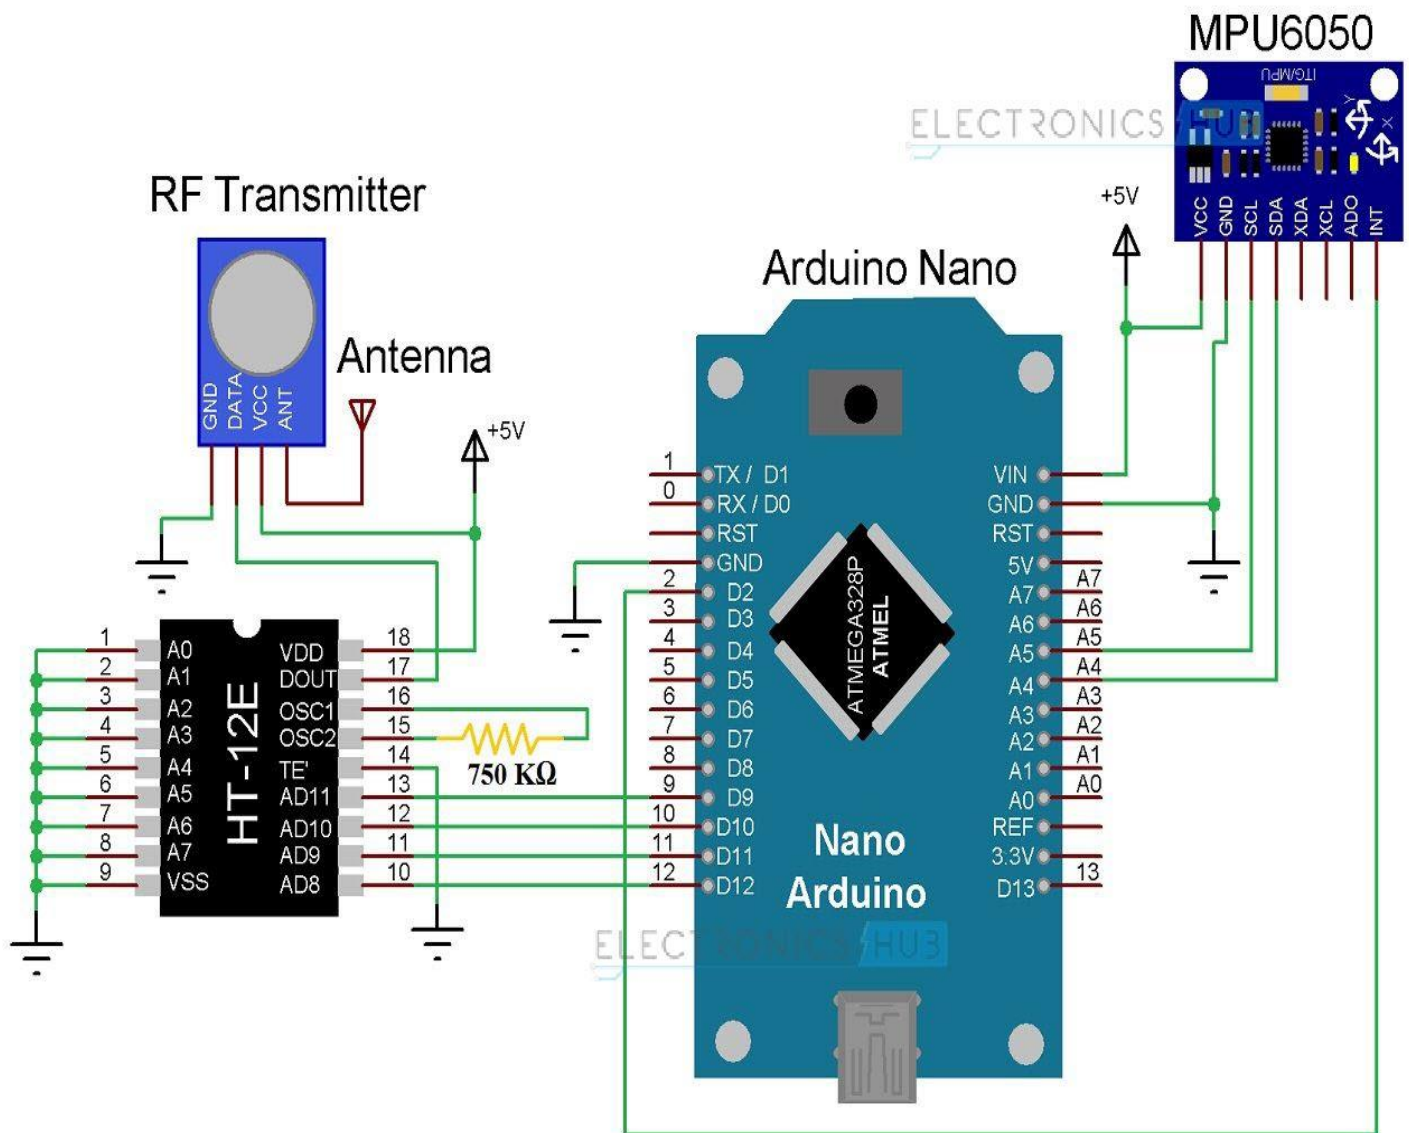 MPU6050
ITG/MPU
Y
X
VCC
GND
SCL
SDA
XDA
XCL
ADO
INT
ELECTRONICS HUB
+5V
RF Transmitter
GND
DATA
VCC
ANT
Antenna
+5V
Arduino Nano
1 TX / D1
0 RX / D0
RST
GND
2 D2
3 D3
4 D4
5 D5
6 D6
7 D7
8 D8
9 D9
10 D10
11 D11
12 D12
VIN
GND
RST
5V
A7 A7
A6 A6
A5 A5
A4 A4
A3 A3
A2 A2
A1 A1
A0 A0
REF
3.3V
D13 13
ATMEGA328P
ATMEL
Nano
Arduino
ELECTRONICS HUB
1 A0
2 A1
3 A2
4 A3
5 A4
6 A5
7 A6
8 A7
9 VSS
HT-12E
VDD 18
DOUT 17
OSC1 16
OSC2 15
TE' 14
AD11 13
AD10 12
AD9 11
AD8 10
750 KΩ